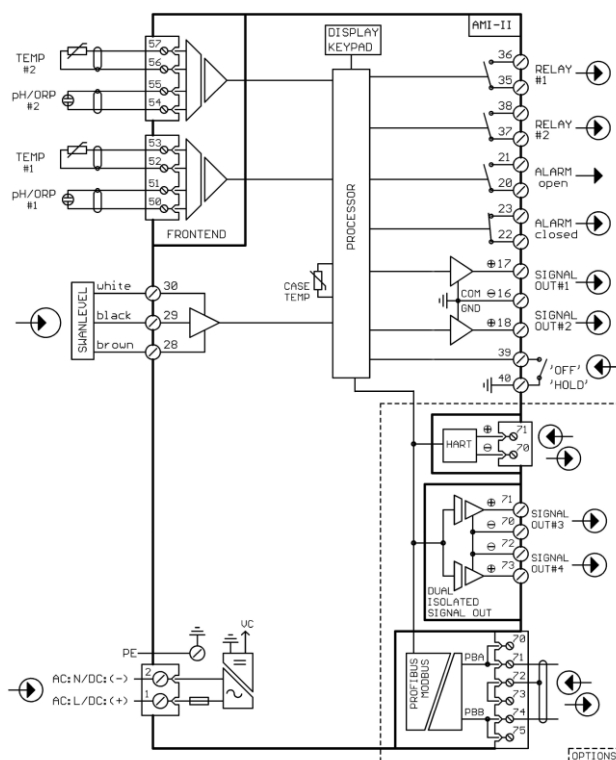 AMI-II
DISPLAY
KEYPAD
TEMP
#2
57
56
pH/ORP
#2
55
54
TEMP
#1
53
52
pH/ORP
#1
51
50
FRONTEND
PROCESSOR
36
35
RELAY
#1
38
37
RELAY
#2
21
20
ALARM
open
23
22
ALARM
closed
CASE
TEMP
SWANLEVEL
white
30
black
29
brown
28
⊕17
SIGNAL
OUT#1
COM ⊖16
GND
⊕18
SIGNAL
OUT#2
39
40
'OFF'
'HOLD'
HART
⊕
71
⊖
70
⊕ 71
SIGNAL
OUT#3
⊖ 70
⊖ 72
SIGNAL
OUT#4
⊕ 73
DUAL
ISOLATED
SIGNAL OUT
PE
VC
AC:N/DC:(-)
2
AC:L/DC:(+)
1
=
~
PROFIBUS
MODBUS
70
PBA
71
72
73
PBB
74
75
OPTIONS